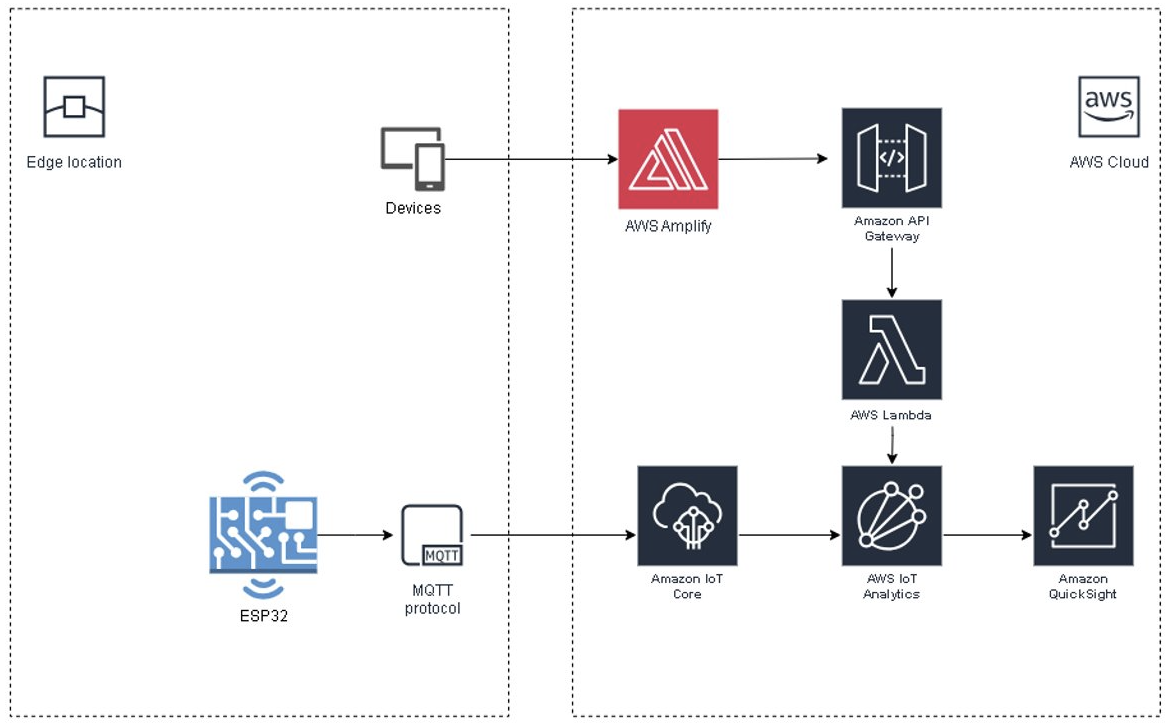 Edge location
Devices
aws
AWS Cloud
</>
AWS Amplify
Amazon API
Gateway
AWS Lambda
MQTT
MQTT
protocol
ESP32
Amazon IoT
Core
AWS IoT
Analytics
Amazon
QuickSight